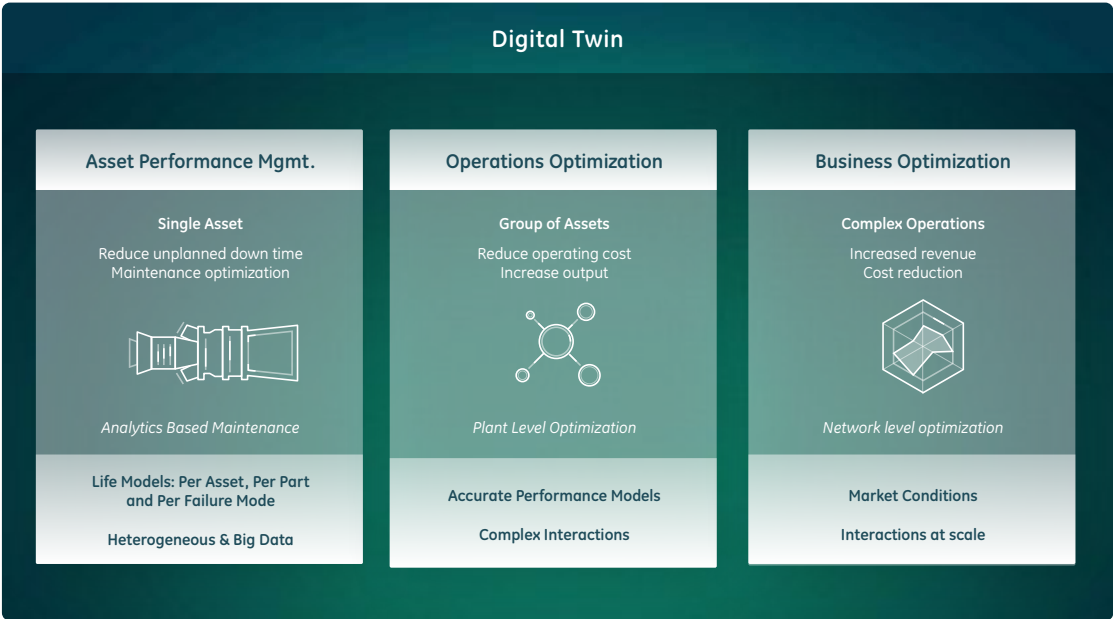 Digital Twin
Asset Performance Mgmt.
Single Asset
Reduce unplanned down time
Maintenance optimization
Analytics Based Maintenance
Life Models: Per Asset, Per Part
and Per Failure Mode
Heterogeneous & Big Data
Operations Optimization
Group of Assets
Reduce operating cost
Increase output
Plant Level Optimization
Accurate Performance Models
Complex Interactions
Business Optimization
Complex Operations
Increased revenue
Cost reduction
Network level optimization
Market Conditions
Interactions at scale